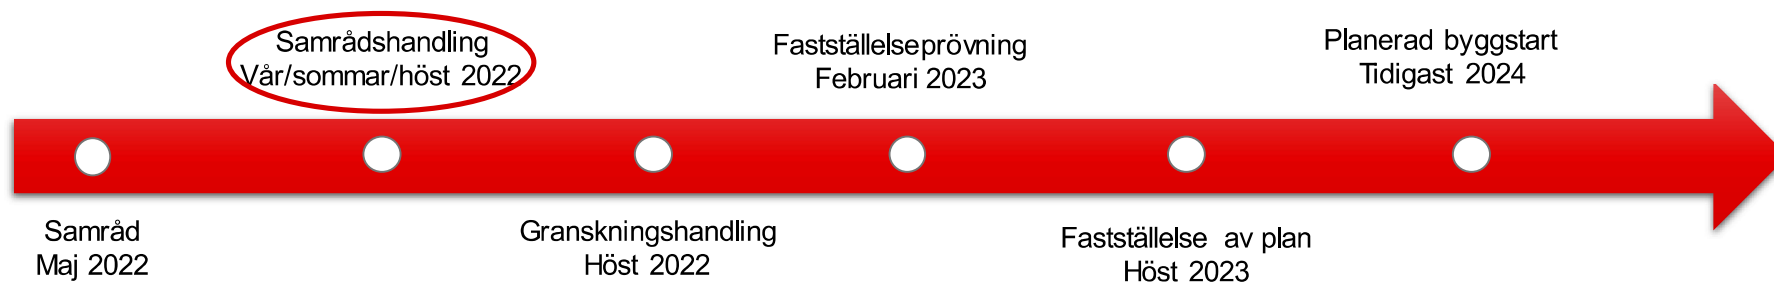 Samrådshandling
Vår/sommar/höst 2022
Fastställelseprövning
Februari 2023
Planerad byggstart
Tidigast 2024
Samråd
Maj 2022
Granskningshandling
Höst 2022
Fastställelse av plan
Höst 2023